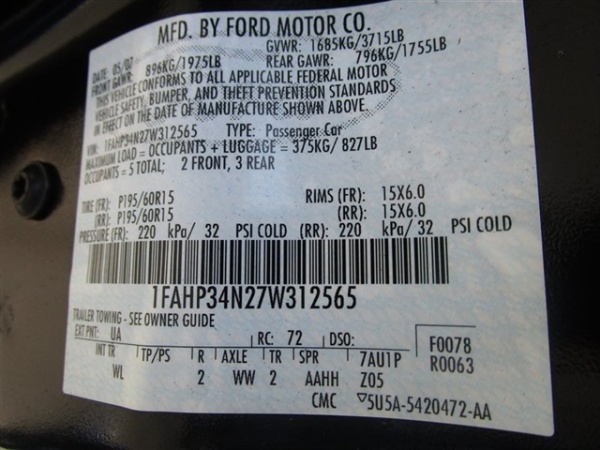 MFD. BY FORD MOTOR CO.
DATE: 05/07 GVWR: 1685KG/3715LB
FRONT GAWR: 896KG/1975LB REAR GAWR: 796KG/1755LB
THIS VEHICLE CONFORMS TO ALL APPLICABLE FEDERAL MOTOR
VEHICLE SAFETY, BUMPER, AND THEFT PREVENTION STANDARDS
IN EFFECT ON THE DATE OF MANUFACTURE SHOWN ABOVE.
VIN: 1FAHP34N27W312565 TYPE: Passenger Car
MAXIMUM LOAD = OCCUPANTS + LUGGAGE = 375KG/ 827LB
OCCUPANTS = 5 TOTAL; 2 FRONT, 3 REAR
TIRE (FR): P195/60R15 RIMS (FR): 15X6.0
(RR): P195/60R15 (RR): 15X6.0
PRESSURE (FR): 220 kPa/ 32 PSI COLD (RR): 220 kPa/ 32 PSI COLD
1FAHP34N27W312565
TRAILER TOWING - SEE OWNER GUIDE
EXT PNT: UA RC: 72 DSO: F0078
INT TR TP/PS R AXLE TR SPR 7AU1P R0063
WL 2 WW 2 AAHH Z05
CMC ▽5U5A-5420472-AA